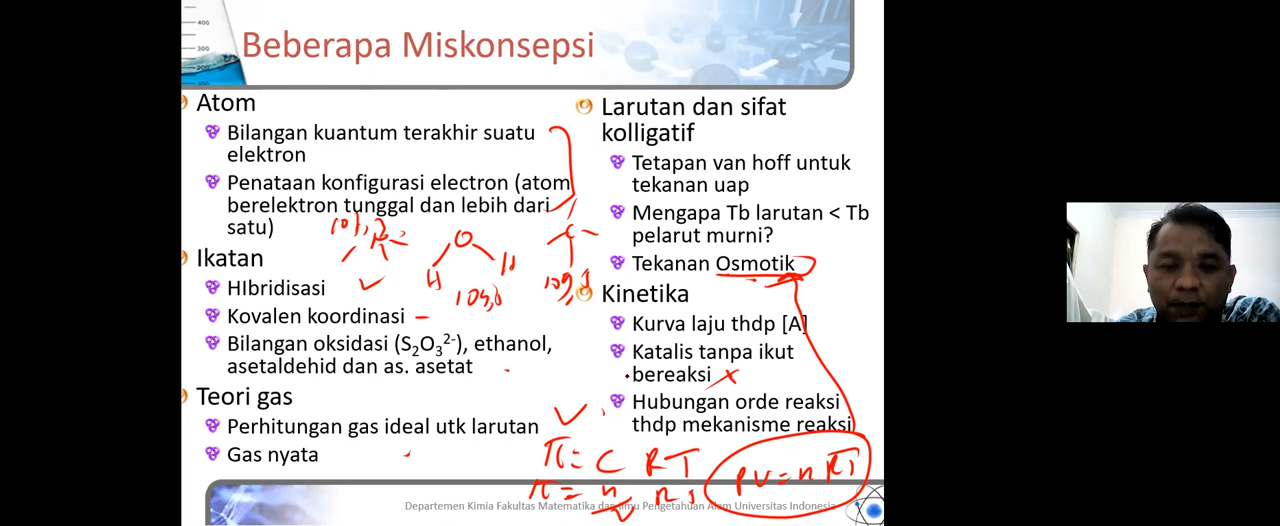 Beberapa Miskonsepsi
Atom
Bilangan kuantum terakhir suatu
elektron
Penataan konfigurasi electron (atom
berelektron tunggal dan lebih dari
satu)
Ikatan
HIbridisasi
Kovalen koordinasi
Bilangan oksidasi (S₂O₃²⁻), ethanol,
asetaldehid dan as. asetat
Teori gas
Perhitungan gas ideal utk larutan
Gas nyata
Larutan dan sifat
kolligatif
Tetapan van hoff untuk
tekanan uap
Mengapa Tb larutan < Tb
pelarut murni?
Tekanan Osmotik
Kinetika
Kurva laju thdp [A]
Katalis tanpa ikut
bereaksi
Hubungan orde reaksi
thdp mekanisme reaksi
O
H
C
π = C RT
π = n/V
PV = nRT
Departemen Kimia Fakultas Matematika dan Ilmu Pengetahuan Alam Universitas Indonesia
400
300